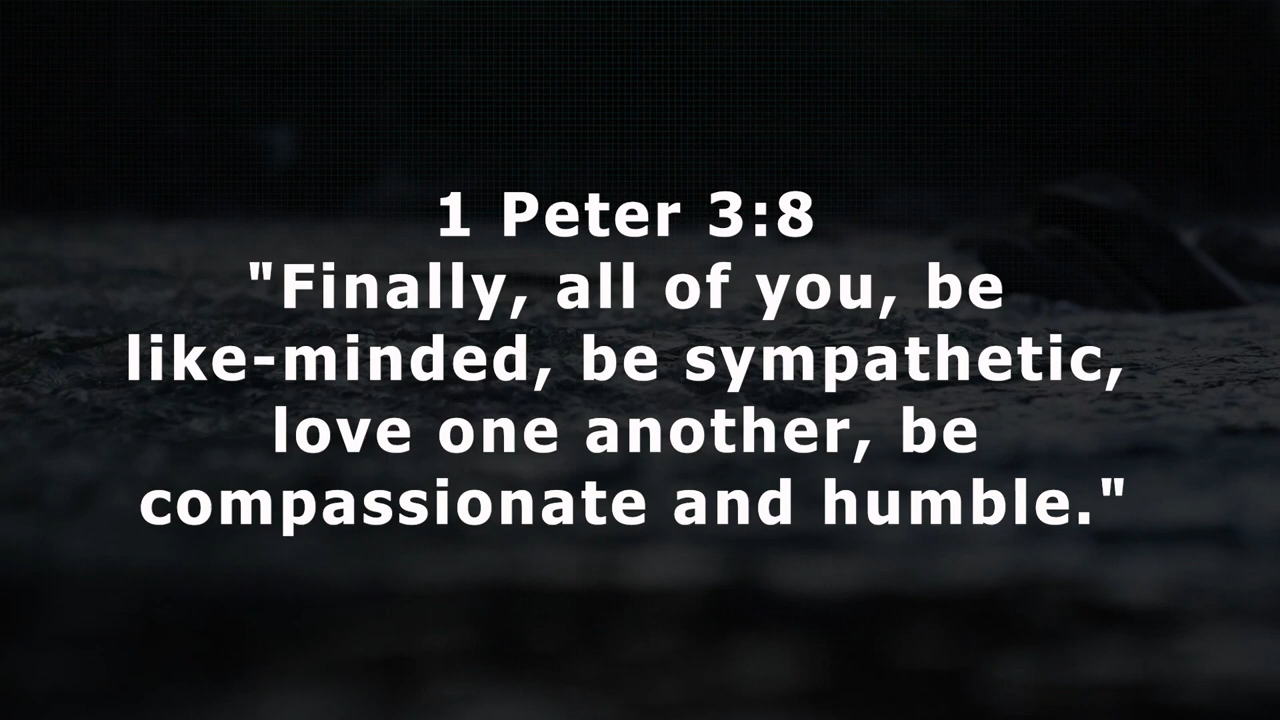 1 Peter 3:8
"Finally, all of you, be
like-minded, be sympathetic,
love one another, be
compassionate and humble."